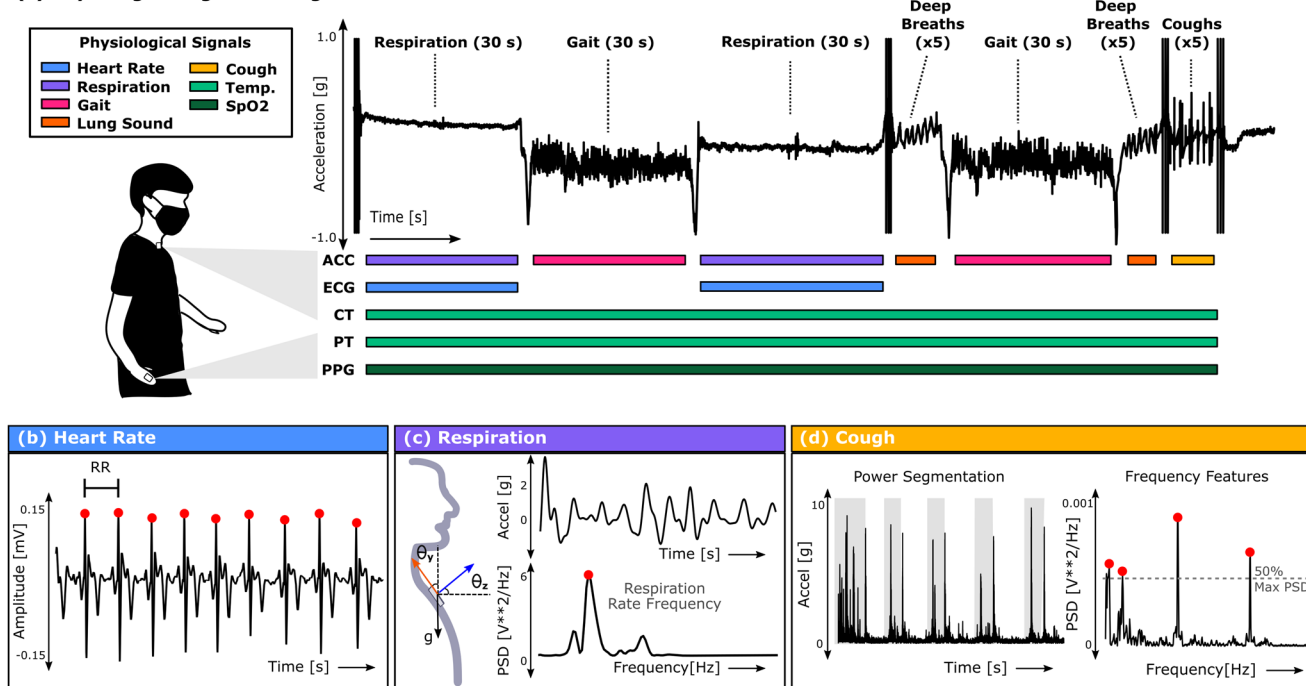 Physiological Signals
Heart Rate
Cough
Respiration
Temp.
Gait
SpO2
Lung Sound
Acceleration [g]
1.0
-1.0
Time [s]
Respiration (30 s)
Gait (30 s)
Respiration (30 s)
Deep
Breaths
(x5)
Gait (30 s)
Deep
Breaths
(x5)
Coughs
(x5)
ACC
ECG
CT
PT
PPG
(b) Heart Rate
RR
0.15
Amplitude [mV]
-0.15
Time [s]
(c) Respiration
θy
θz
g
Accel [g]
2
0
Time [s]
PSD [V**2/Hz]
6
0
Respiration
Rate Frequency
Frequency[Hz]
(d) Cough
Power Segmentation
10
Accel [g]
0
Time [s]
Frequency Features
0.001
PSD [V**2/Hz]
0
50%
Max PSD
Frequency[Hz]